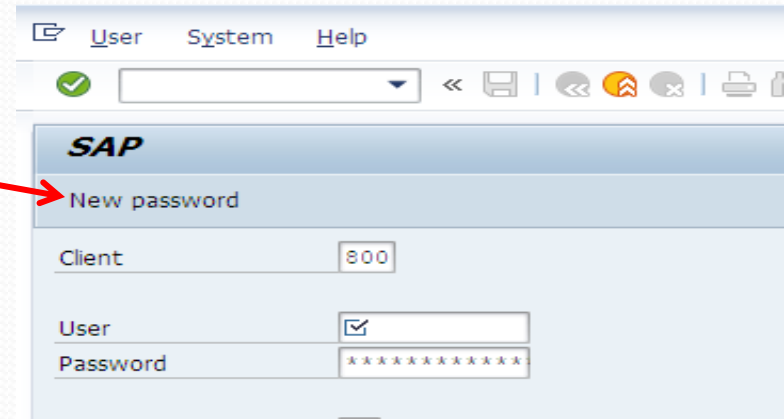 User System Help
SAP
New password
Client 800
User
Password *************